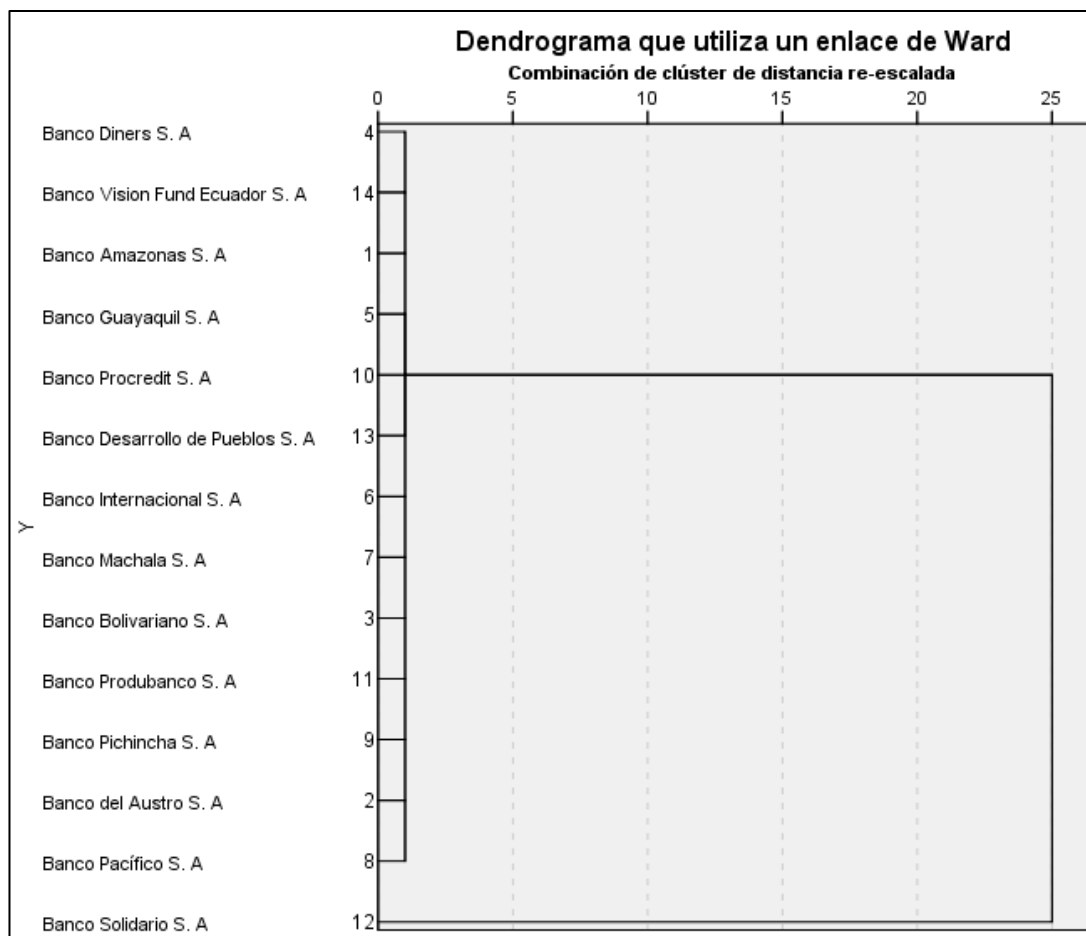 Dendrograma que utiliza un enlace de Ward
Combinación de clúster de distancia re-escalada
0 5 10 15 20 25
Banco Diners S. A 4
Banco Vision Fund Ecuador S. A 14
Banco Amazonas S. A 1
Banco Guayaquil S. A 5
Banco Procredit S. A 10
Banco Desarrollo de Pueblos S. A 13
Banco Internacional S. A 6
Y
Banco Machala S. A 7
Banco Bolivariano S. A 3
Banco Produbanco S. A 11
Banco Pichincha S. A 9
Banco del Austro S. A 2
Banco Pacífico S. A 8
Banco Solidario S. A 12